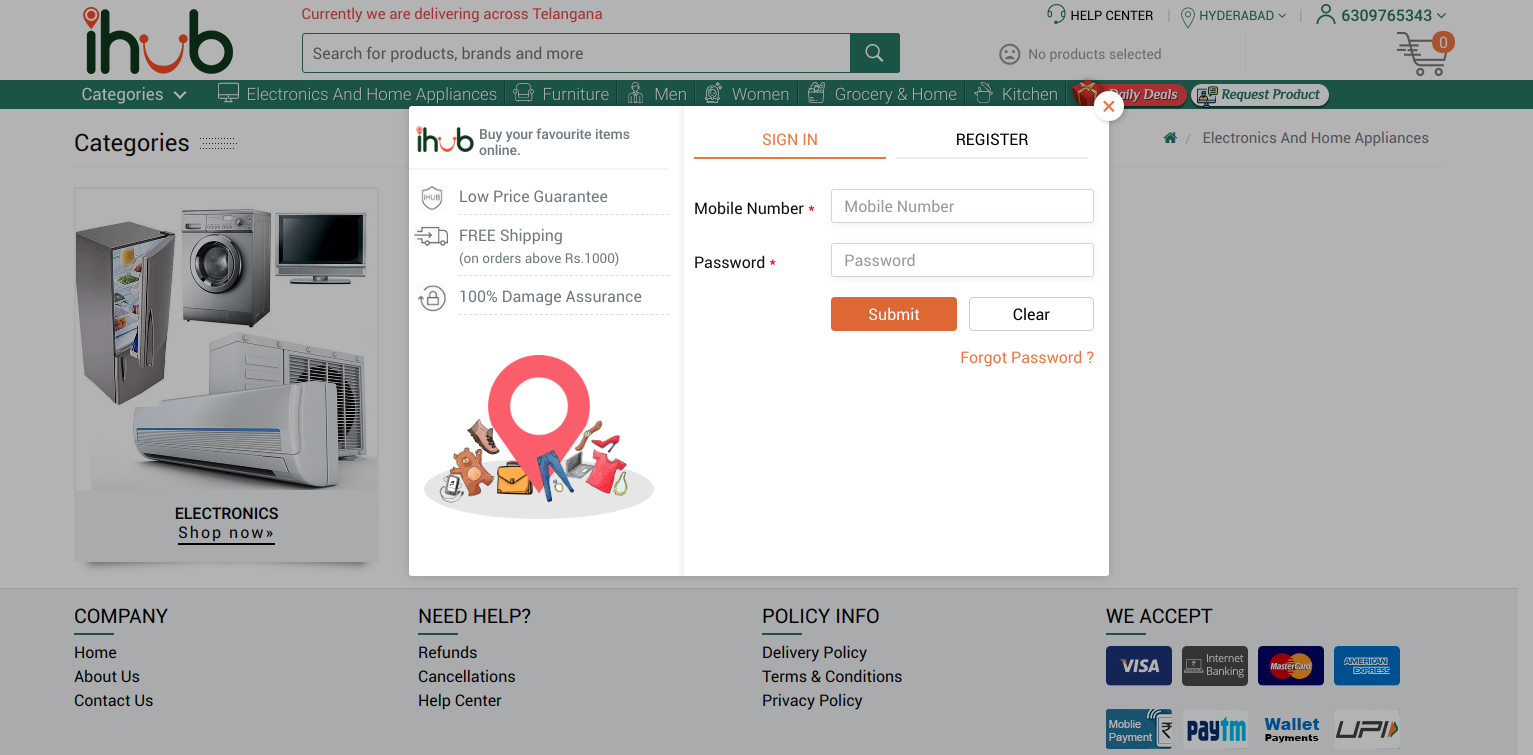 Currently we are delivering across Telangana
HELP CENTER
HYDERABAD
6309765343
ihub
Search for products, brands and more
No products selected
0
Categories
Electronics And Home Appliances
Furniture
Men
Women
Grocery & Home
Kitchen
Daily Deals
Request Product
Categories
/ Electronics And Home Appliances
ihub
Buy your favourite items
online.
IHUB
Low Price Guarantee
FREE Shipping
(on orders above Rs.1000)
100% Damage Assurance
SIGN IN
REGISTER
Mobile Number *
Mobile Number
Password *
Password
Submit
Clear
Forgot Password ?
ELECTRONICS
Shop now»
COMPANY
Home
About Us
Contact Us
NEED HELP?
Refunds
Cancellations
Help Center
POLICY INFO
Delivery Policy
Terms & Conditions
Privacy Policy
WE ACCEPT
VISA
Internet
Banking
MasterCard
AMERICAN
EXPRESS
Moblie
Payment
₹
paytm
Wallet
Payments
UPI